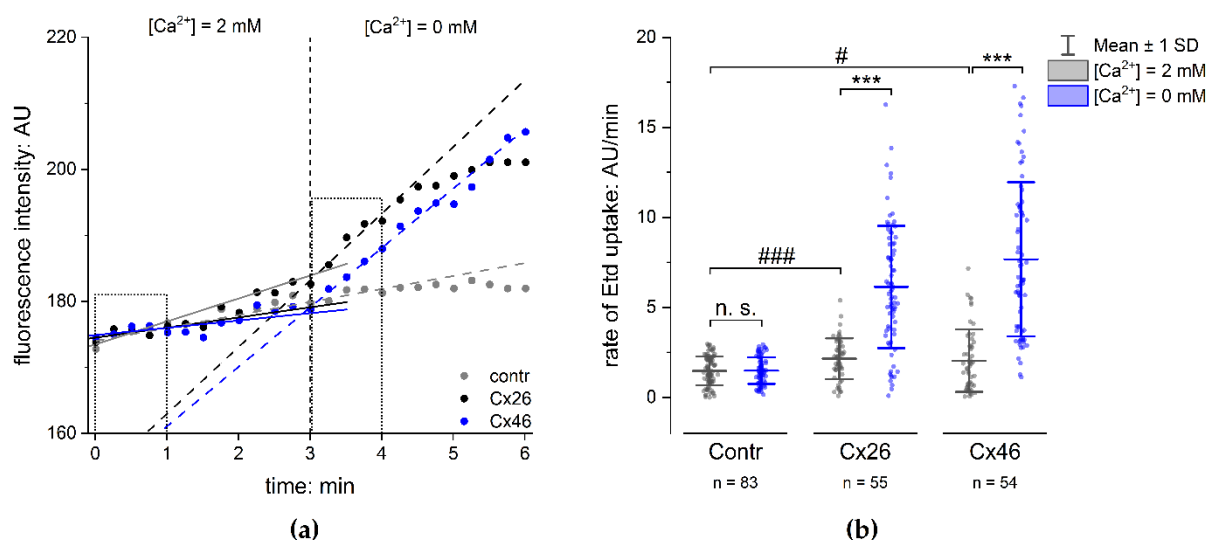 [Ca²⁺] = 2 mM
[Ca²⁺] = 0 mM
220
200
180
160
fluorescence intensity: AU
contr
Cx26
Cx46
0
1
2
3
4
5
6
time: min
(a)
20
15
10
5
0
rate of Etd uptake: AU/min
Mean ± 1 SD
[Ca²⁺] = 2 mM
[Ca²⁺] = 0 mM
#
***
***
###
n. s.
Contr
Cx26
Cx46
n = 83
n = 55
n = 54
(b)